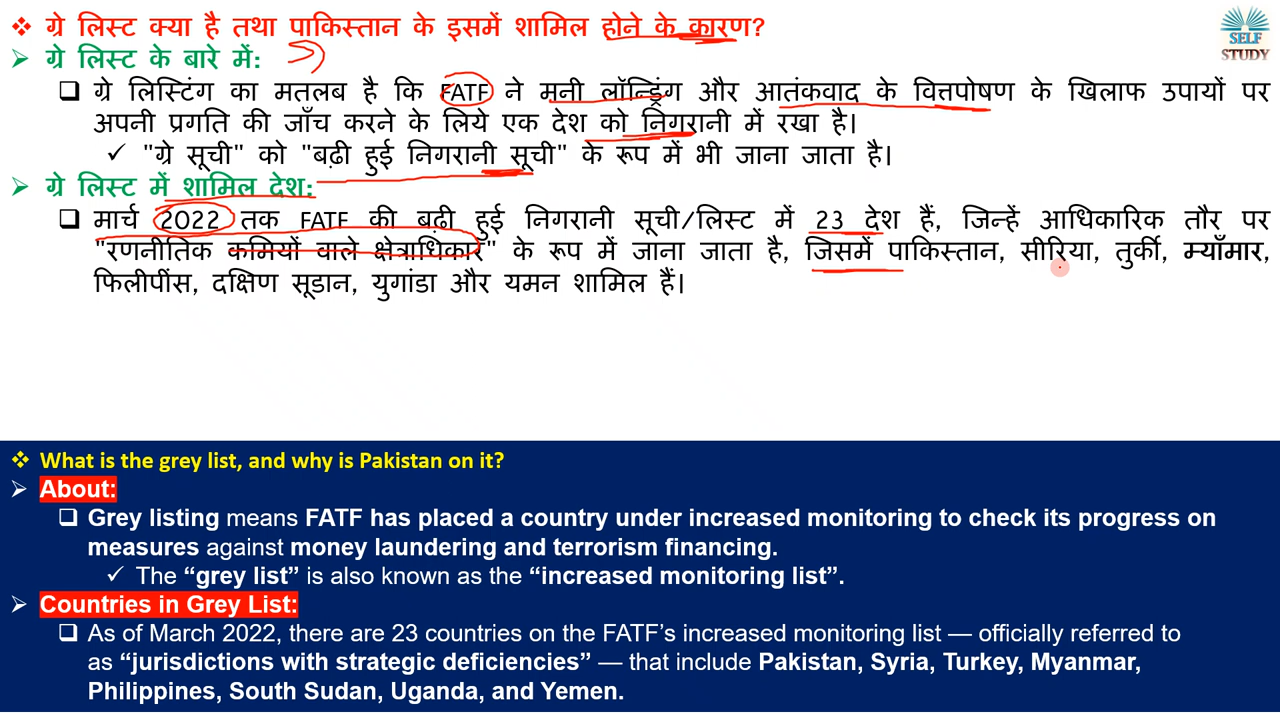 ❖ ग्रे लिस्ट क्या है तथा पाकिस्तान के इसमें शामिल होने के कारण?
SELF
STUDY
➢ ग्रे लिस्ट के बारे में:
❑ ग्रे लिस्टिंग का मतलब है कि FATF ने मनी लॉन्ड्रिंग और आतंकवाद के वित्तपोषण के खिलाफ उपायों पर
अपनी प्रगति की जाँच करने के लिये एक देश को निगरानी में रखा है।
✓ "ग्रे सूची" को "बढ़ी हुई निगरानी सूची" के रूप में भी जाना जाता है।
➢ ग्रे लिस्ट में शामिल देश:
❑ मार्च 2022 तक FATF की बढ़ी हुई निगरानी सूची/लिस्ट में 23 देश हैं, जिन्हें आधिकारिक तौर पर
"रणनीतिक कमियों वाले क्षेत्राधिकार" के रूप में जाना जाता है, जिसमें पाकिस्तान, सीरिया, तुर्की, म्याँमार,
फिलीपींस, दक्षिण सूडान, युगांडा और यमन शामिल हैं।
❖ What is the grey list, and why is Pakistan on it?
➢ About:
❑ Grey listing means FATF has placed a country under increased monitoring to check its progress on
measures against money laundering and terrorism financing.
✓ The “grey list” is also known as the “increased monitoring list”.
➢ Countries in Grey List:
❑ As of March 2022, there are 23 countries on the FATF’s increased monitoring list — officially referred to
as “jurisdictions with strategic deficiencies” — that include Pakistan, Syria, Turkey, Myanmar,
Philippines, South Sudan, Uganda, and Yemen.